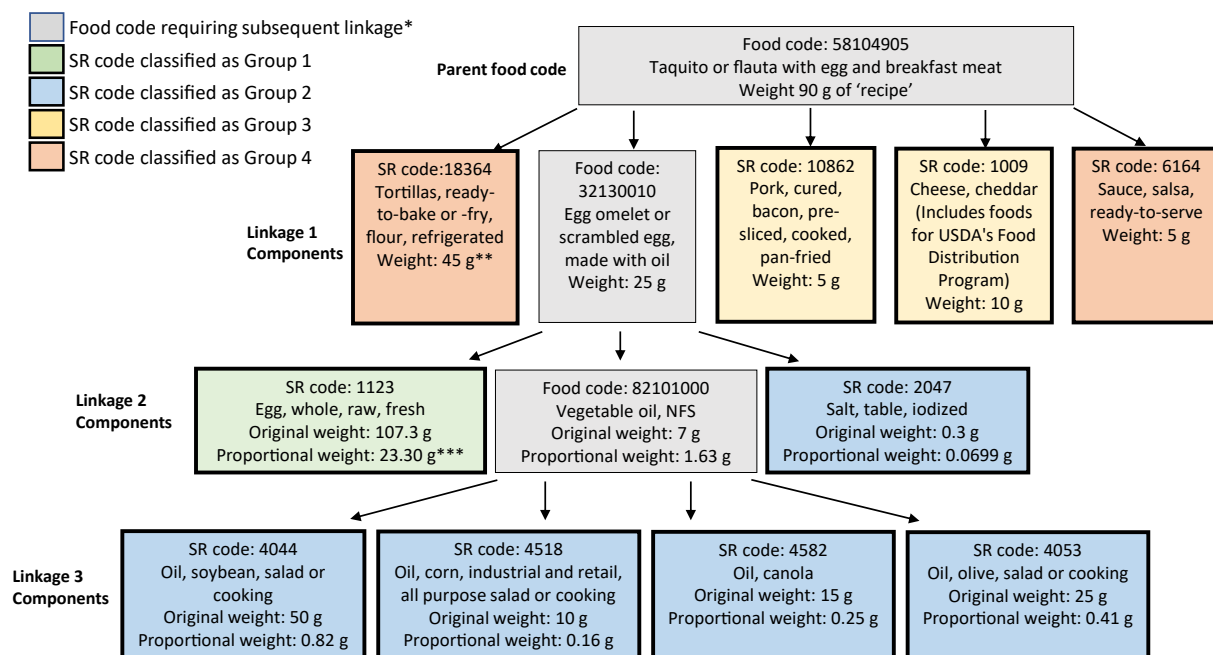 Food code requiring subsequent linkage*
SR code classified as Group 1
SR code classified as Group 2
SR code classified as Group 3
SR code classified as Group 4
Parent food code
Food code: 58104905
Taquito or flauta with egg and breakfast meat
Weight 90 g of ‘recipe’
Linkage 1
Components
SR code:18364
Tortillas, ready-
to-bake or -fry,
flour, refrigerated
Weight: 45 g**
Food code:
32130010
Egg omelet or
scrambled egg,
made with oil
Weight: 25 g
SR code: 10862
Pork, cured,
bacon, pre-
sliced, cooked,
pan-fried
Weight: 5 g
SR code: 1009
Cheese, cheddar
(Includes foods
for USDA's Food
Distribution
Program)
Weight: 10 g
SR code: 6164
Sauce, salsa,
ready-to-serve
Weight: 5 g
Linkage 2
Components
SR code: 1123
Egg, whole, raw, fresh
Original weight: 107.3 g
Proportional weight: 23.30 g***
Food code: 82101000
Vegetable oil, NFS
Original weight: 7 g
Proportional weight: 1.63 g
SR code: 2047
Salt, table, iodized
Original weight: 0.3 g
Proportional weight: 0.0699 g
Linkage 3
Components
SR code: 4044
Oil, soybean, salad or
cooking
Original weight: 50 g
Proportional weight: 0.82 g
SR code: 4518
Oil, corn, industrial and retail,
all purpose salad or cooking
Original weight: 10 g
Proportional weight: 0.16 g
SR code: 4582
Oil, canola
Original weight: 15 g
Proportional weight: 0.25 g
SR code: 4053
Oil, olive, salad or cooking
Original weight: 25 g
Proportional weight: 0.41 g